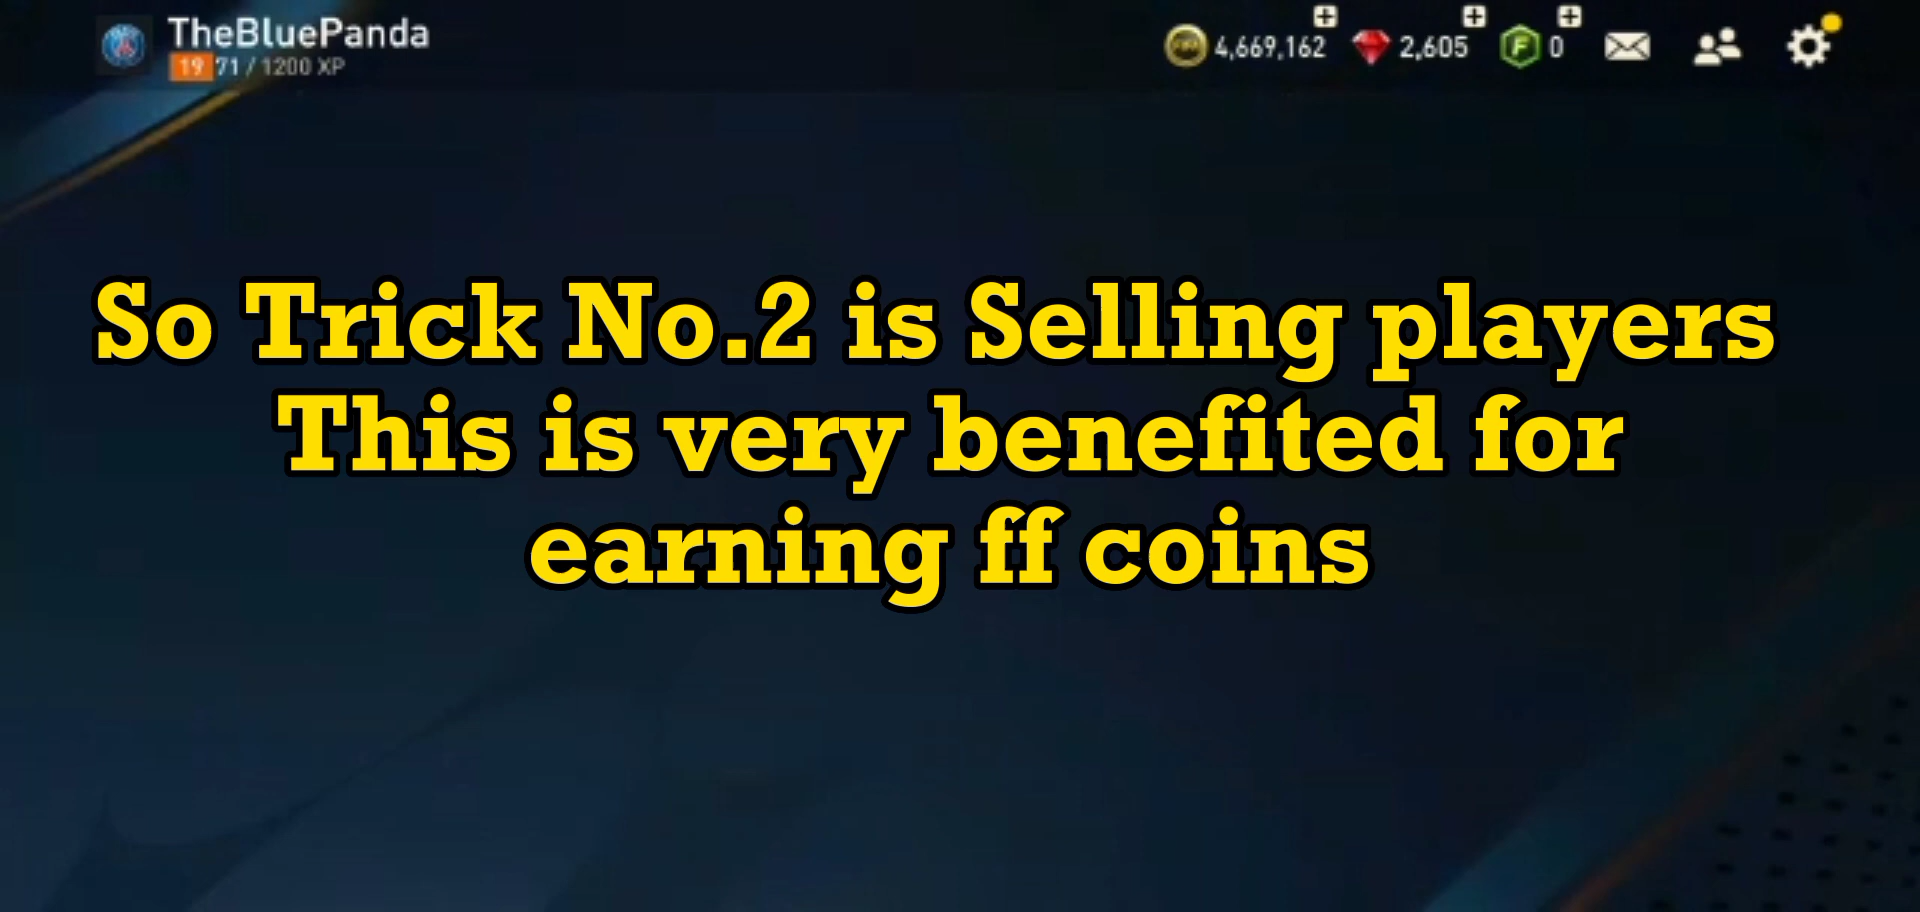 TheBluePanda
19 71 / 1200 XP
4,669,162 2,605 F 0
So Trick No.2 is Selling players
This is very benefited for
earning ff coins